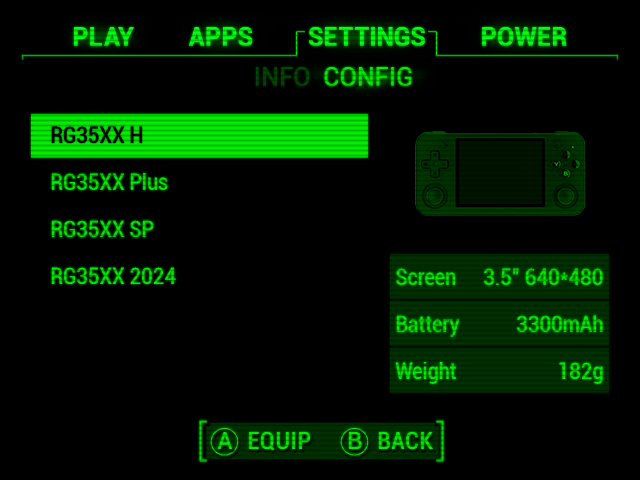 PLAY APPS SETTINGS POWER
INFO CONFIG
RG35XX H
RG35XX Plus
RG35XX SP
RG35XX 2024
Screen 3.5" 640*480
Battery 3300mAh
Weight 182g
A EQUIP B BACK